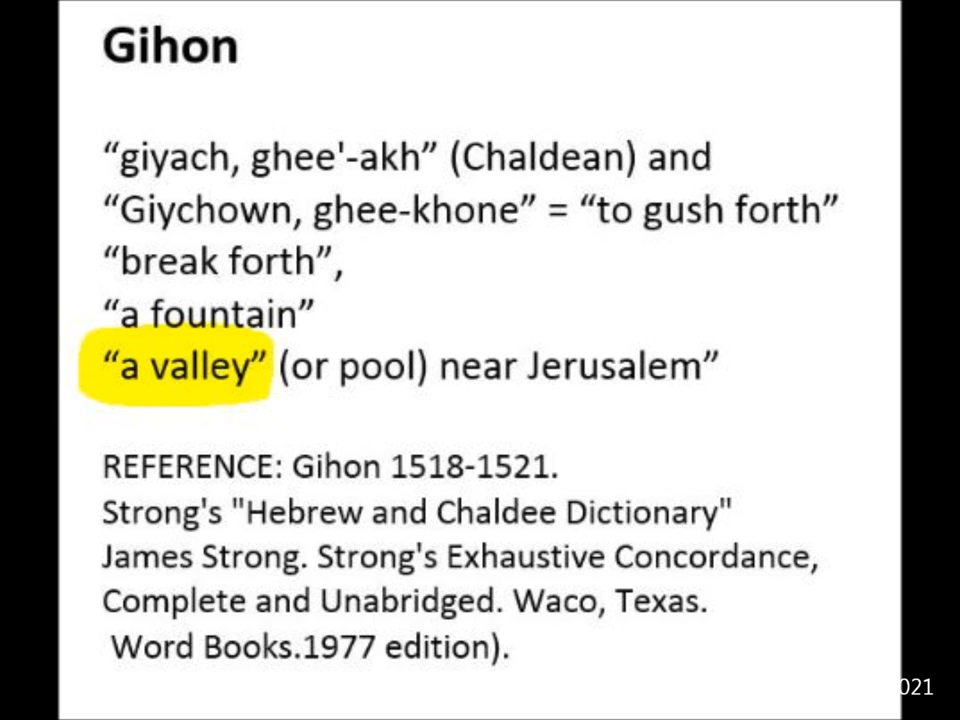 Gihon
“giyach, ghee'-akh” (Chaldean) and
“Giychown, ghee-khone” = “to gush forth”
“break forth”,
“a fountain”
“a valley” (or pool) near Jerusalem”
REFERENCE: Gihon 1518-1521.
Strong's "Hebrew and Chaldee Dictionary"
James Strong. Strong's Exhaustive Concordance,
Complete and Unabridged. Waco, Texas.
Word Books.1977 edition).
021